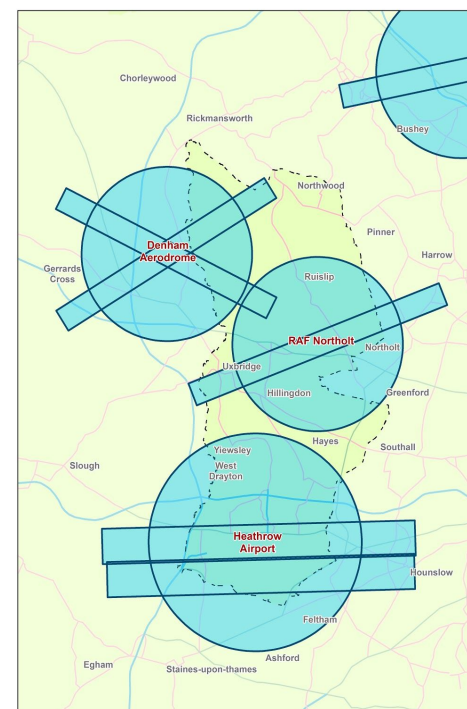 Chorleywood
Rickmansworth
Bushey
Northwood
Pinner
Denham
Aerodrome
Harrow
Gerrards
Cross
Ruislip
RAF Northolt
Northolt
Uxbridge
Hillingdon
Greenford
Hayes
Southall
Yiewsley
West
Drayton
Slough
Heathrow
Airport
Hounslow
Feltham
Ashford
Egham
Staines-upon-thames